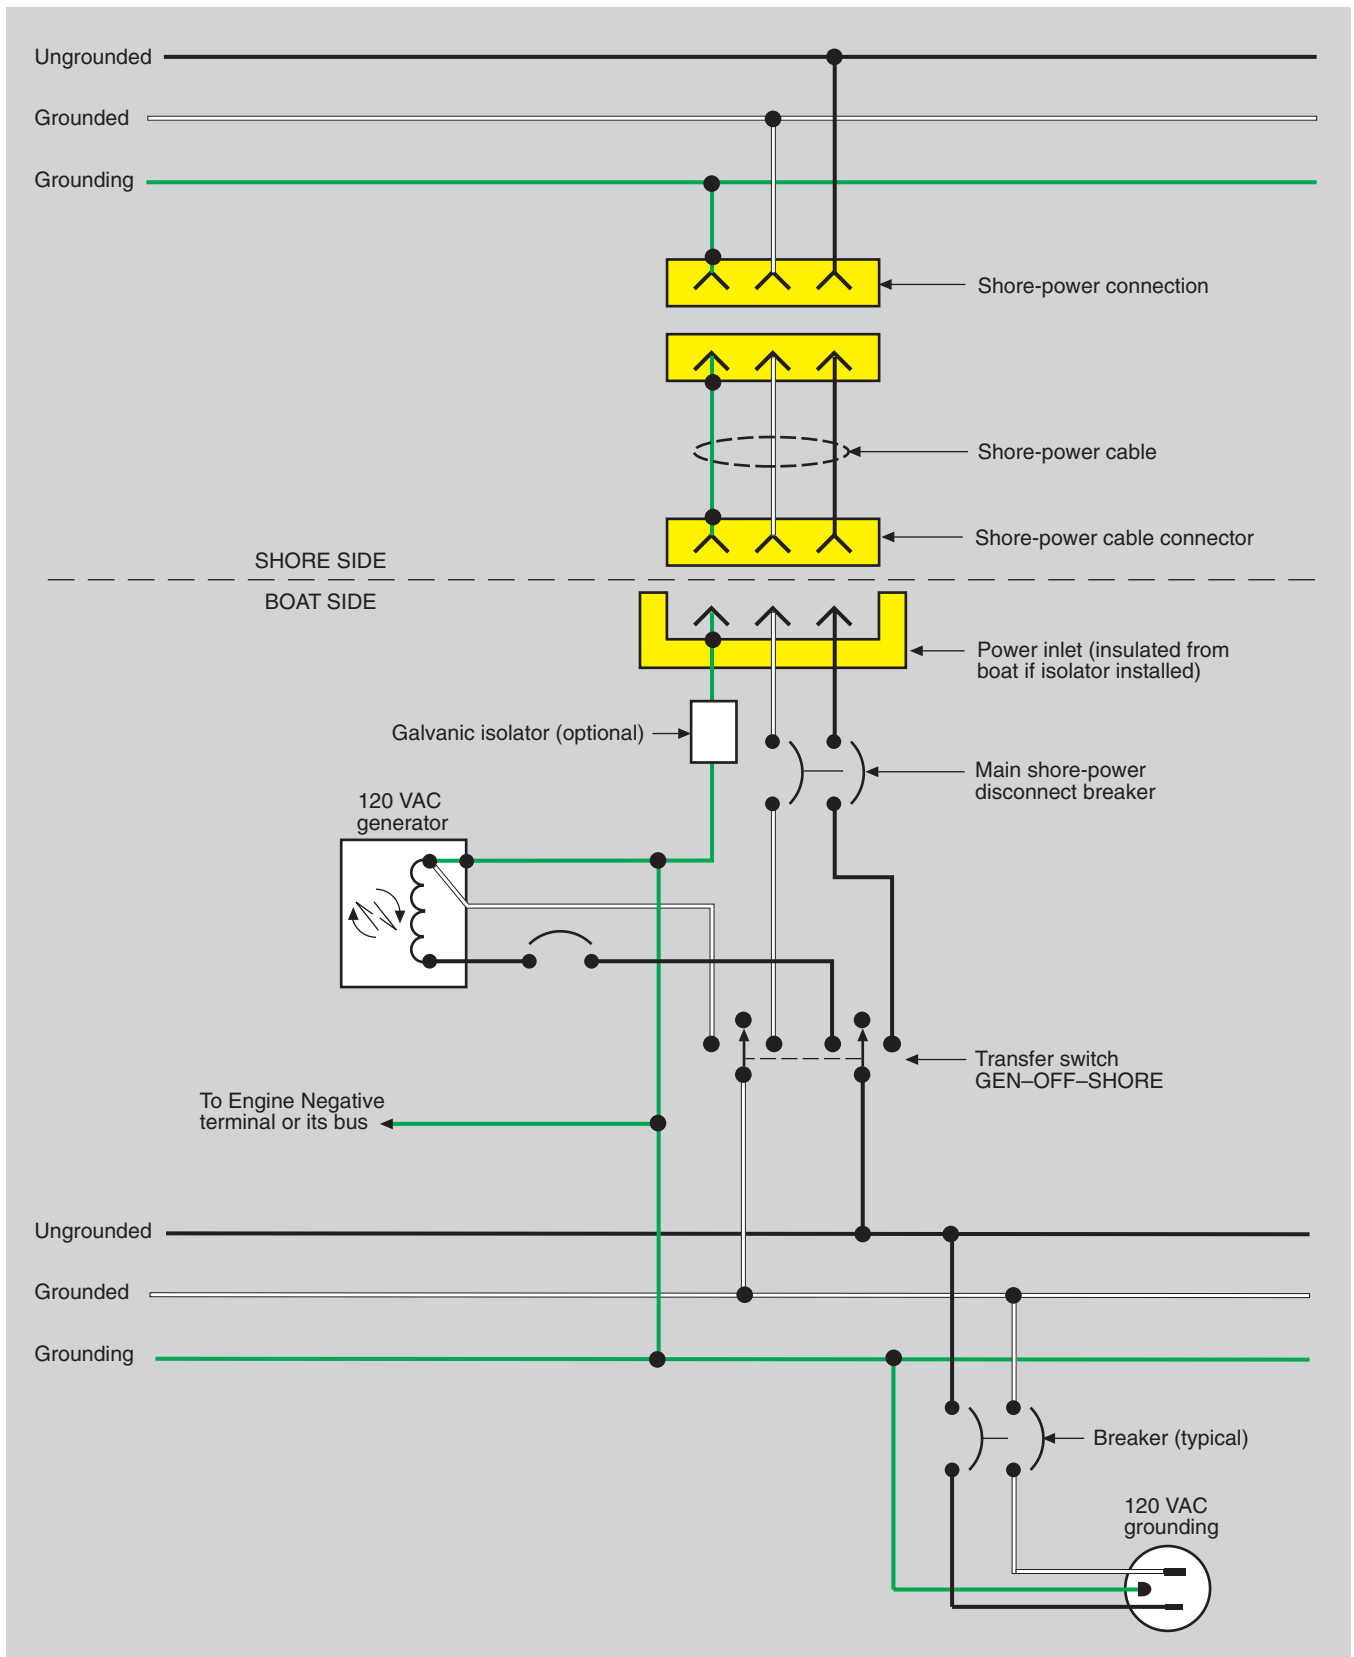 Ungrounded
Grounded
Grounding
Shore-power connection
Shore-power cable
Shore-power cable connector
SHORE SIDE
BOAT SIDE
Power inlet (insulated from
boat if isolator installed)
Galvanic isolator (optional)
Main shore-power
disconnect breaker
120 VAC
generator
Transfer switch
GEN–OFF–SHORE
To Engine Negative
terminal or its bus
Ungrounded
Grounded
Grounding
Breaker (typical)
120 VAC
grounding